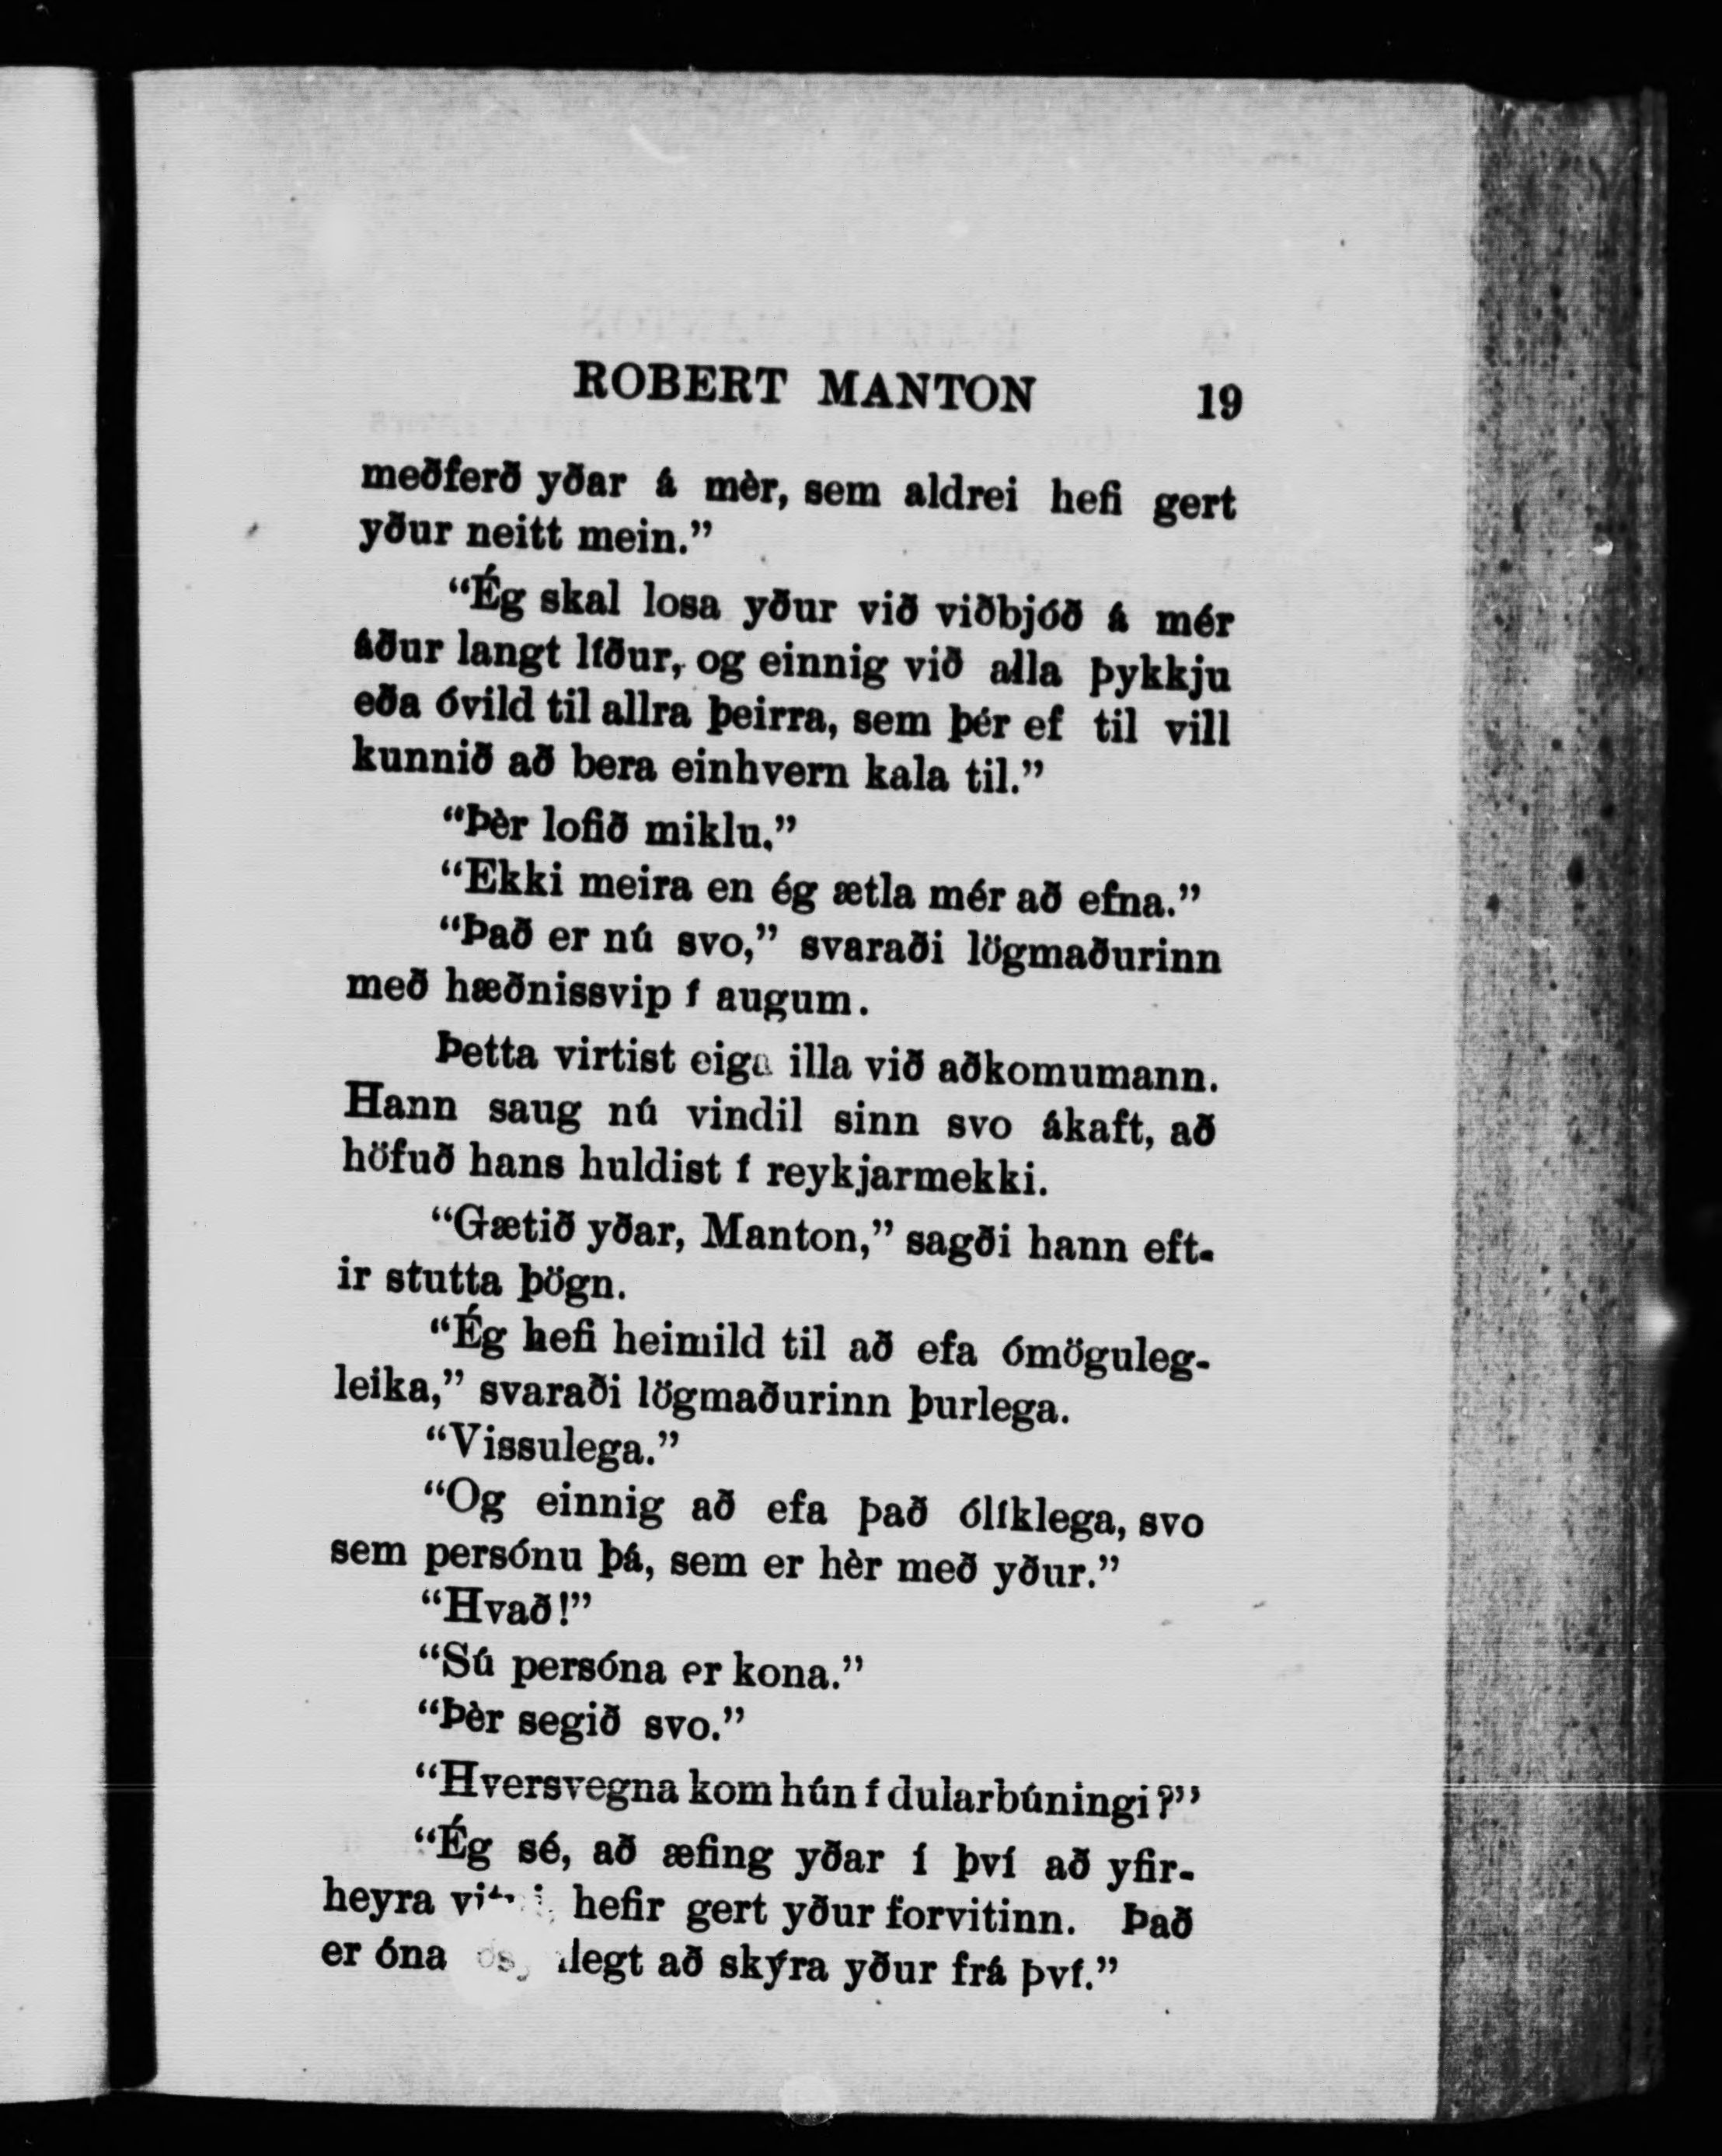 ROBERT MANTON 19
meðferð yðar á mèr, sem aldrei hefi gert
yður neitt mein.”
“Ég skal losa yður við viðbjóð á mér
áður langt líður, og einnig við alla þykkju
eða óvild til allra þeirra, sem þér ef til vill
kunnið að bera einhvern kala til.”
“Þèr lofið miklu.”
“Ekki meira en ég ætla mér að efna.”
“Það er nú svo,” svaraði lögmaðurinn
með hæðnissvip í augum.
Þetta virtist eiga illa við aðkomumann.
Hann saug nú vindil sinn svo ákaft, að
höfuð hans huldist í reykjarmekki.
“Gætið yðar, Manton,” sagði hann eft-
ir stutta þögn.
“Ég hefi heimild til að efa ómöguleg-
leika,” svaraði lögmaðurinn þurlega.
“Vissulega.”
“Og einnig að efa það ólíklega, svo
sem persónu þá, sem er hèr með yður.”
“Hvað!”
“Sú persóna er kona.”
“Þèr segið svo.”
“Hversvegna kom hún í dularbúningi?”
“Ég sé, að æfing yðar í því að yfir-
heyra hefir gert yður forvitinn. Það
er að skýra yður frá því.”